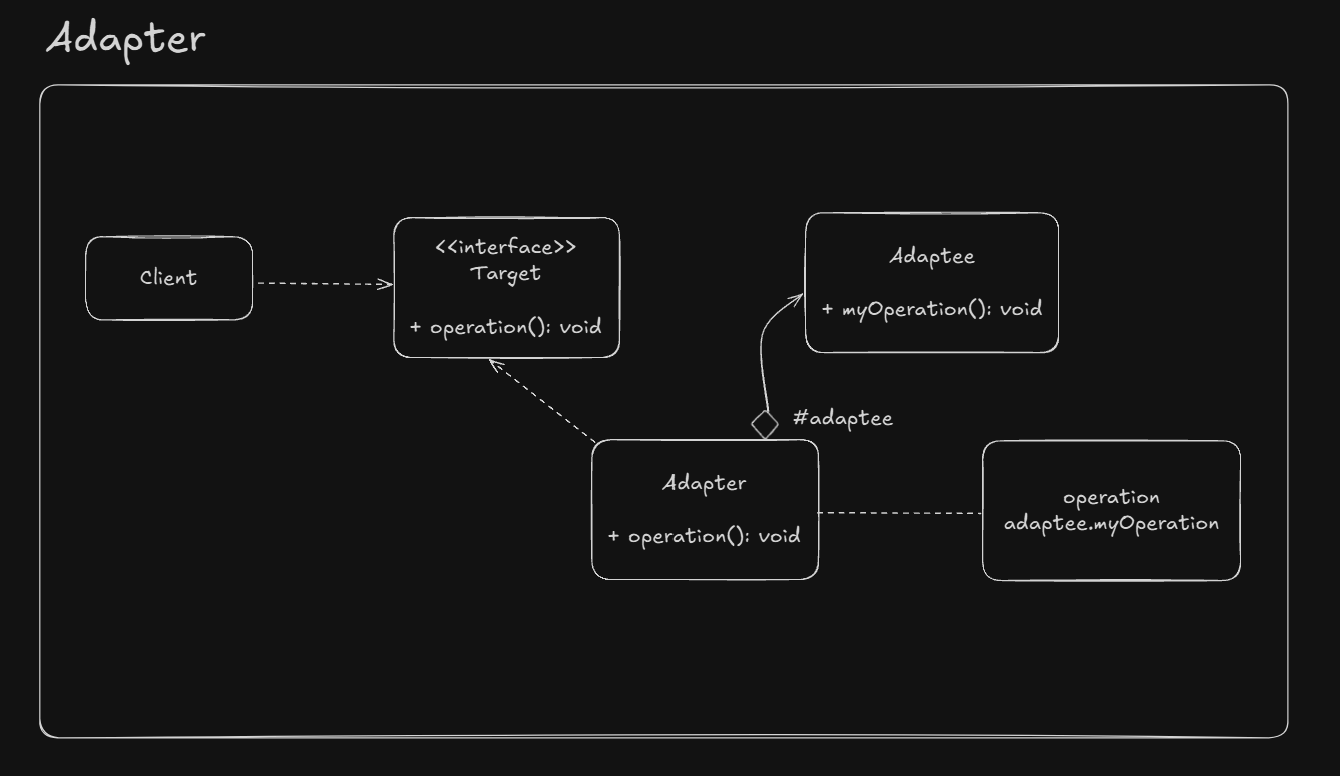 Adapter
Client
<<interface>>
Target
+ operation(): void
Adaptee
+ myOperation(): void
#adaptee
Adapter
+ operation(): void
operation
adaptee.myOperation